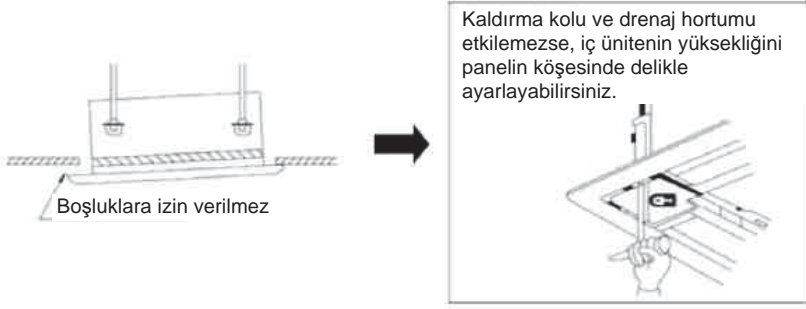 Kaldırma kolu ve drenaj hortumu
etkilemezse, iç ünitenin yüksekliğini
panelin köşesinde delikle
ayarlayabilirsiniz.
Boşluklara izin verilmez